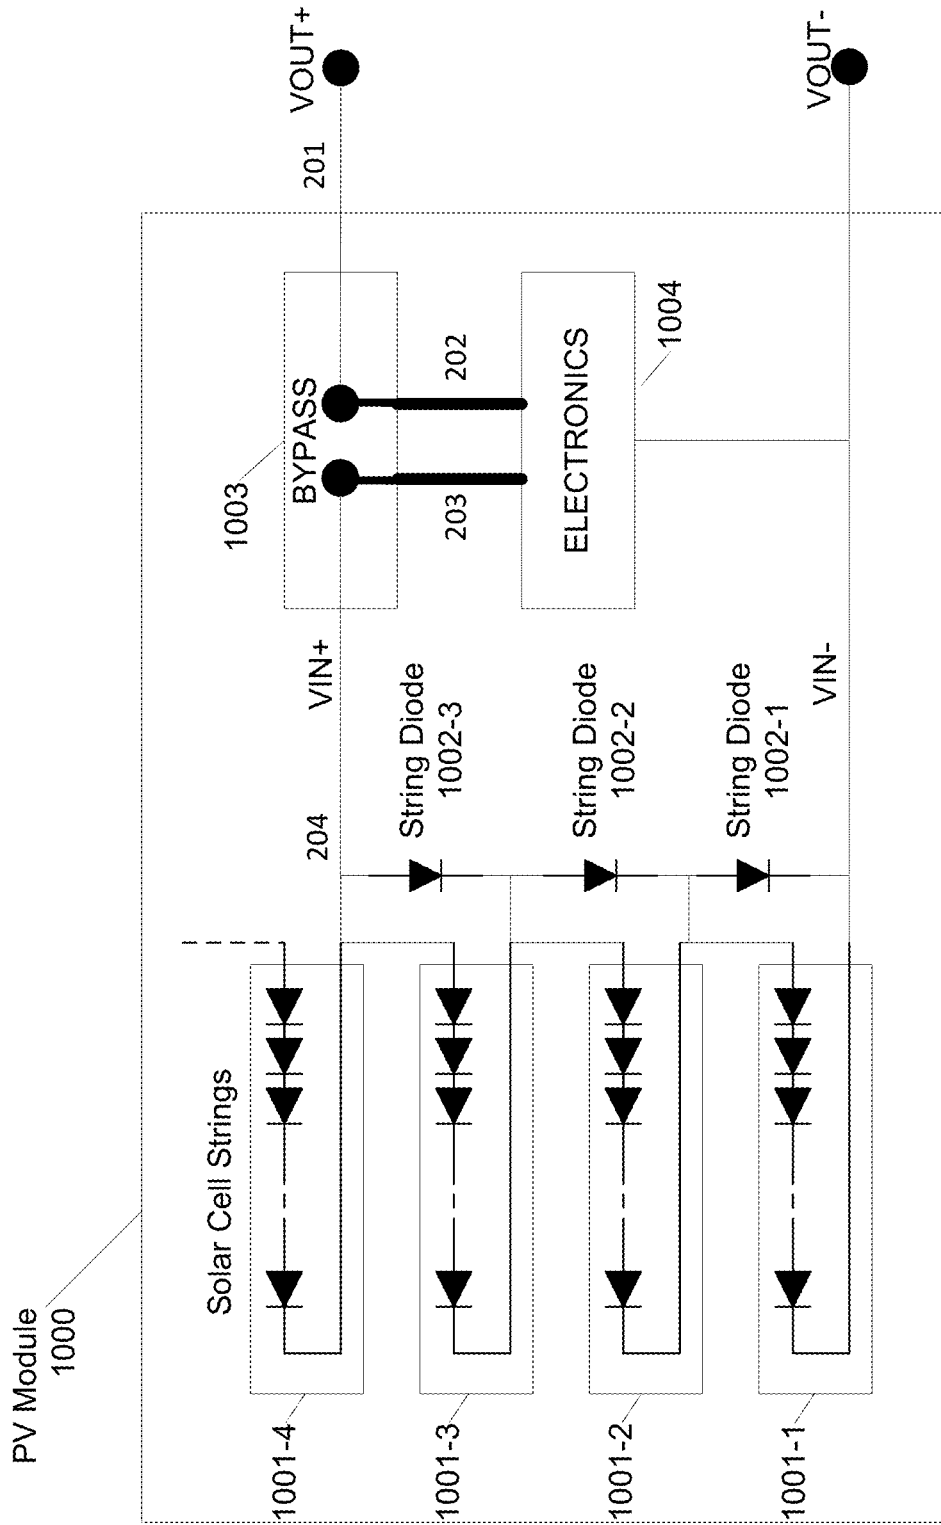 PV Module
1000
Solar Cell Strings
1001-4
1001-3
1001-2
1001-1
204
VIN+
String Diode
1002-3
String Diode
1002-2
String Diode
1002-1
VIN-
1003
BYPASS
203
202
ELECTRONICS
1004
201
VOUT+
VOUT-